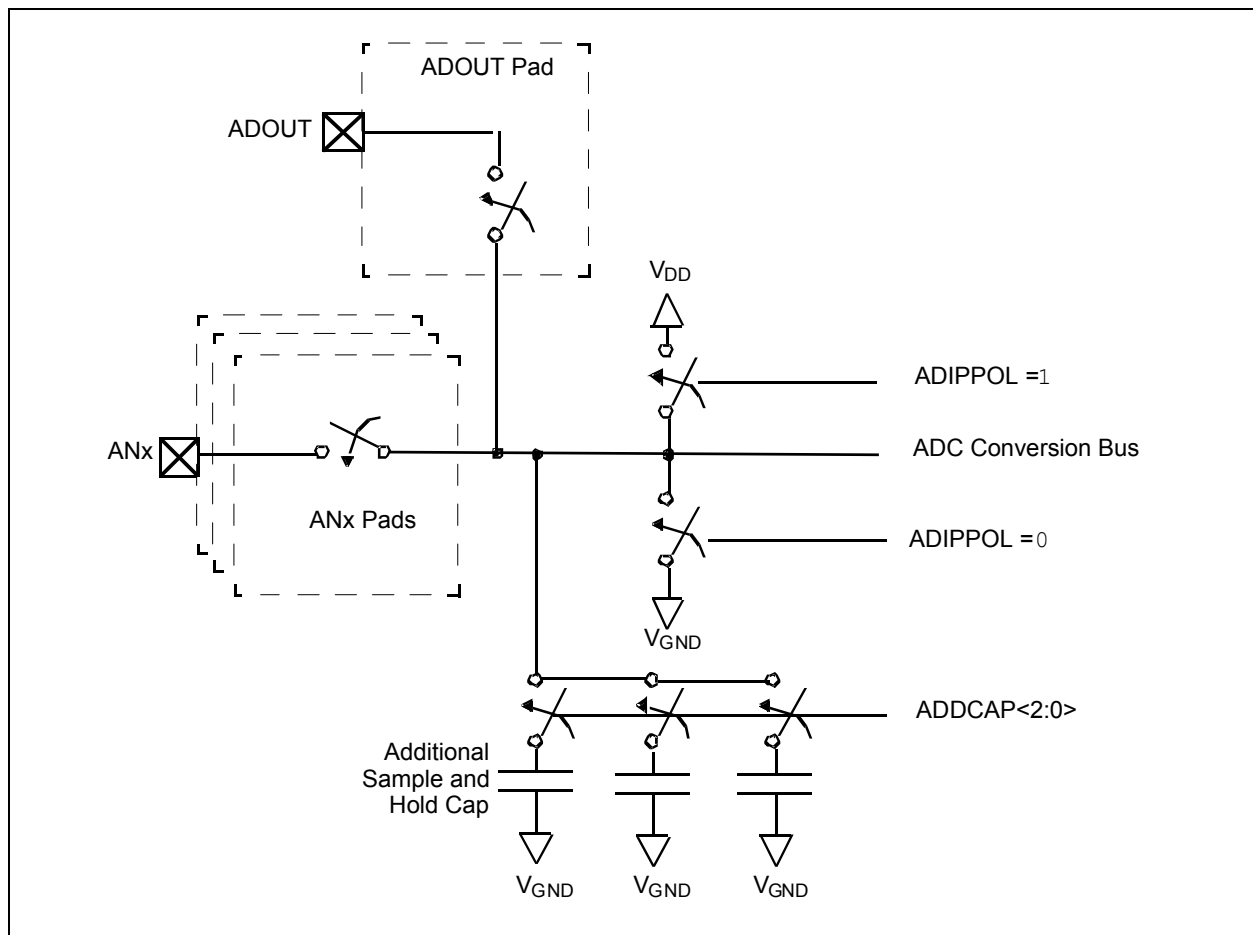 ADOUT Pad
ADOUT
VDD
ADIPPOL =1
ANx
ADC Conversion Bus
ANx Pads
ADIPPOL =0
VGND
ADDCAP<2:0>
Additional
Sample and
Hold Cap
VGND
VGND
VGND